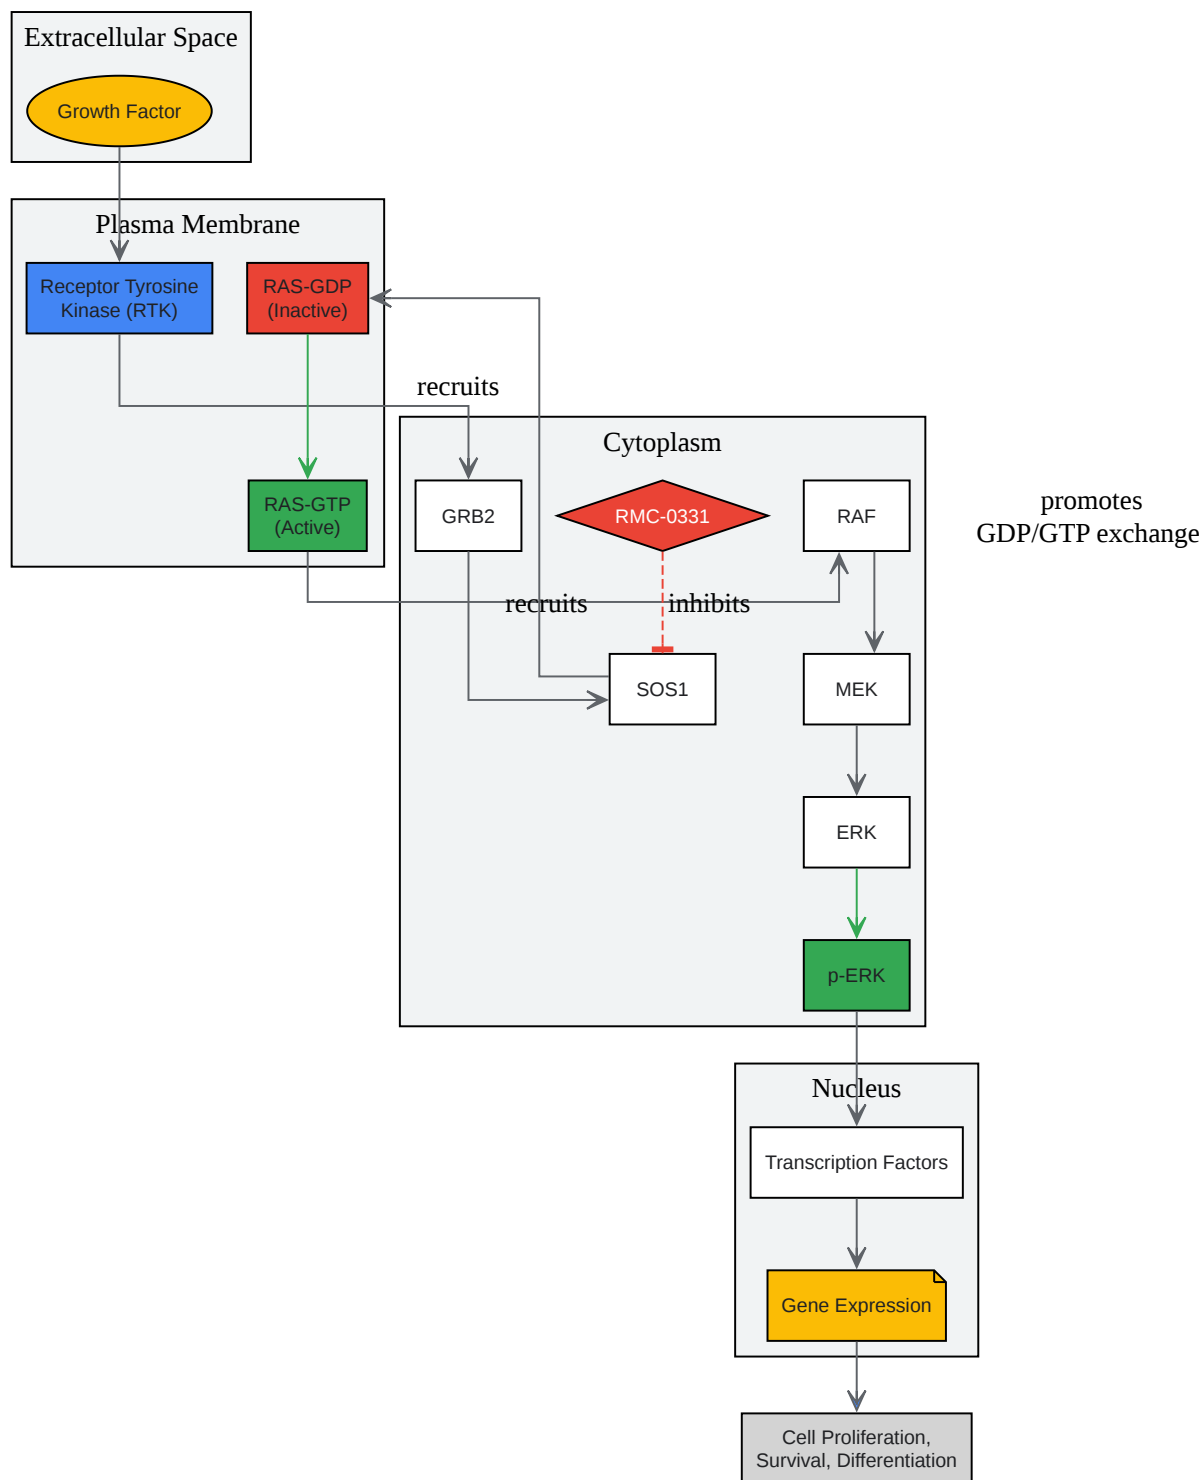 Extracellular Space
Growth Factor
Plasma Membrane
Receptor Tyrosine
Kinase (RTK)
RAS-GDP
(Inactive)
recruits
Cytoplasm
RAS-GTP
(Active)
GRB2
RMC-0331
RAF
promotes
GDP/GTP exchange
recruits
inhibits
SOS1
MEK
ERK
p-ERK
Nucleus
Transcription Factors
Gene Expression
Cell Proliferation,
Survival, Differentiation